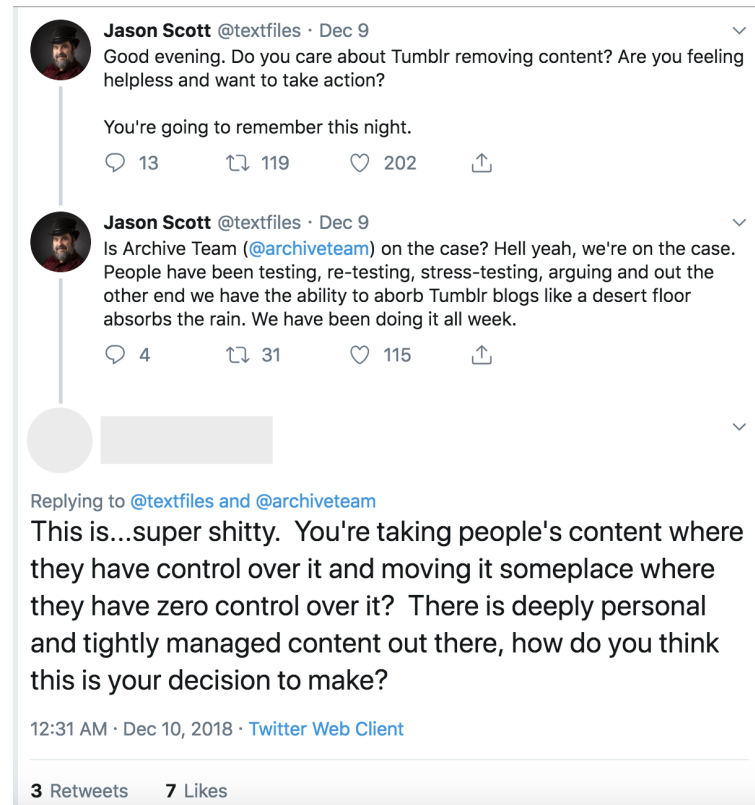 Jason Scott @textfiles · Dec 9
Good evening. Do you care about Tumblr removing content? Are you feeling
helpless and want to take action?
You're going to remember this night.
13 119 202
Jason Scott @textfiles · Dec 9
Is Archive Team (@archiveteam) on the case? Hell yeah, we're on the case.
People have been testing, re-testing, stress-testing, arguing and out the
other end we have the ability to aborb Tumblr blogs like a desert floor
absorbs the rain. We have been doing it all week.
4 31 115
Replying to @textfiles and @archiveteam
This is...super shitty. You're taking people's content where
they have control over it and moving it someplace where
they have zero control over it? There is deeply personal
and tightly managed content out there, how do you think
this is your decision to make?
12:31 AM · Dec 10, 2018 · Twitter Web Client
3 Retweets 7 Likes